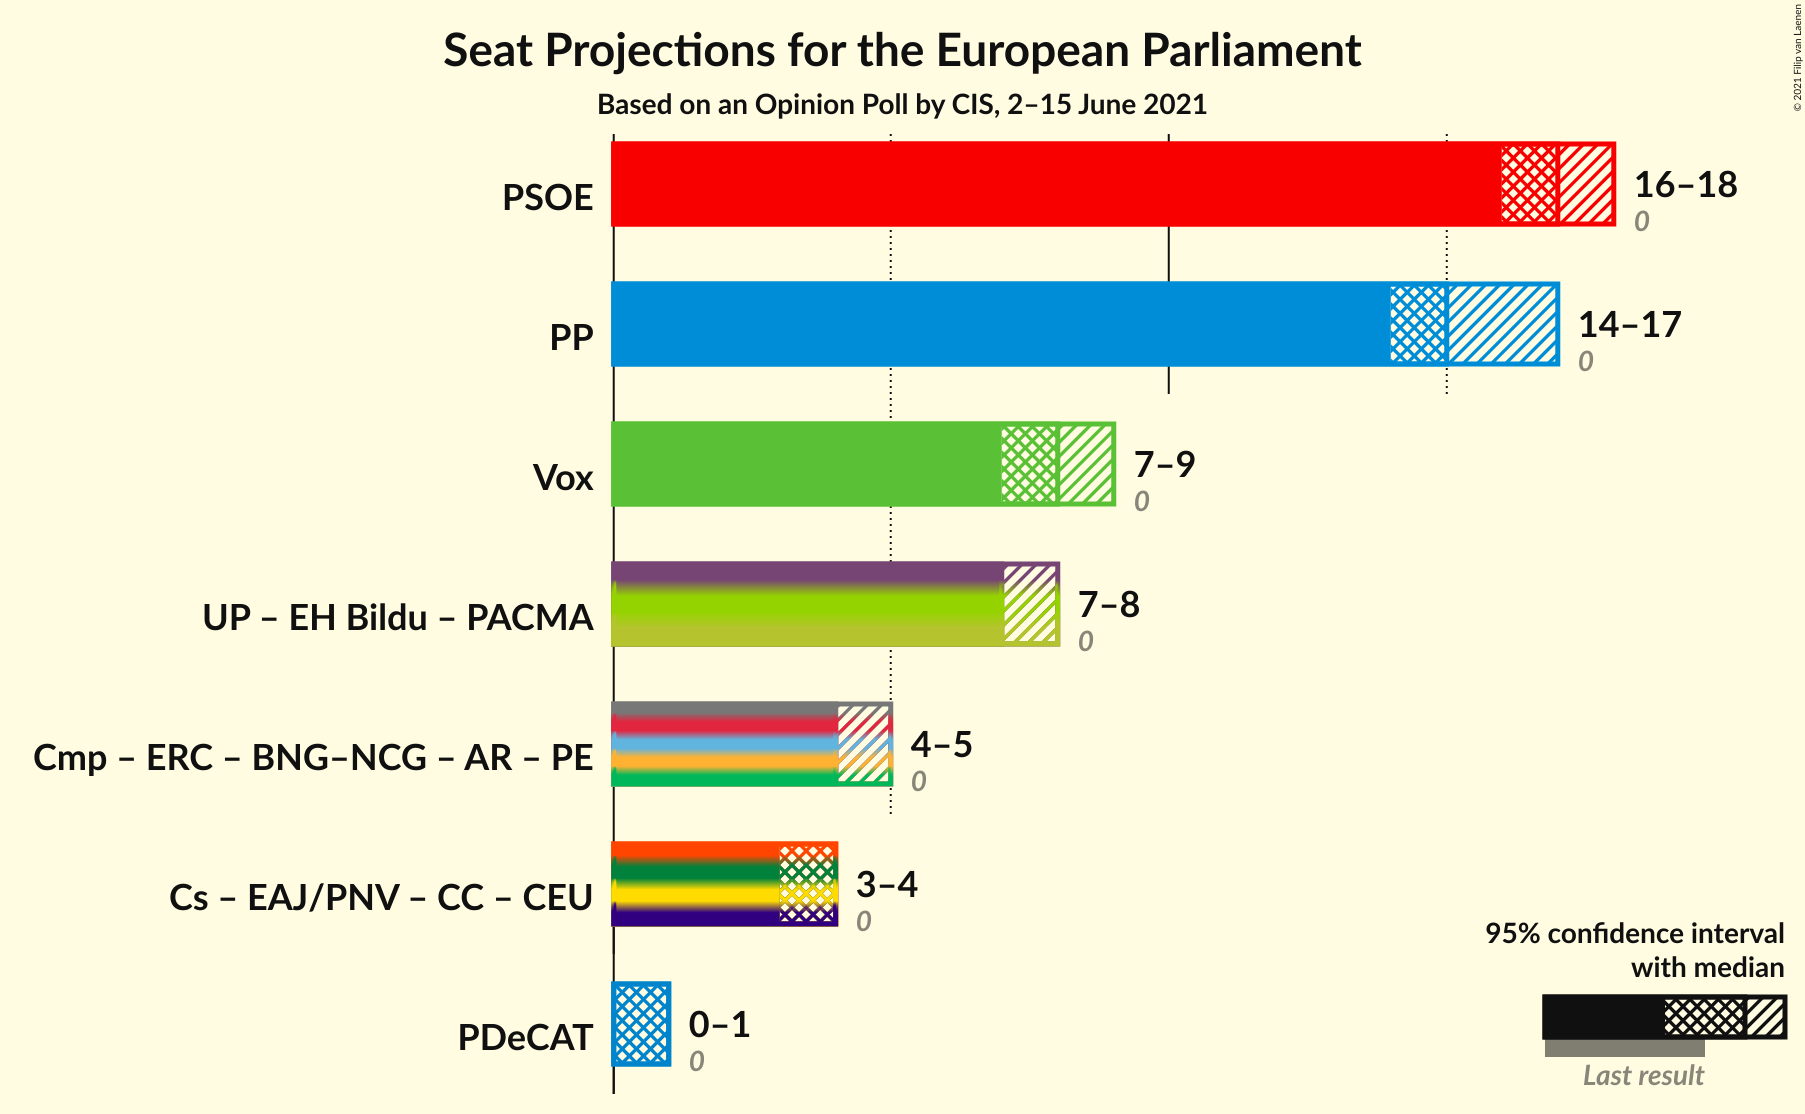 Seat Projections for the European Parliament
Based on an Opinion Poll by CIS, 2–15 June 2021
© 2021 Filip van Laenen
PSOE
16–18
0
PP
14–17
0
Vox
7–9
0
UP – EH Bildu – PACMA
7–8
0
Cmp – ERC – BNG–NCG – AR – PE
4–5
0
Cs – EAJ/PNV – CC – CEU
3–4
0
PDeCAT
0–1
0
95% confidence interval
with median
Last result